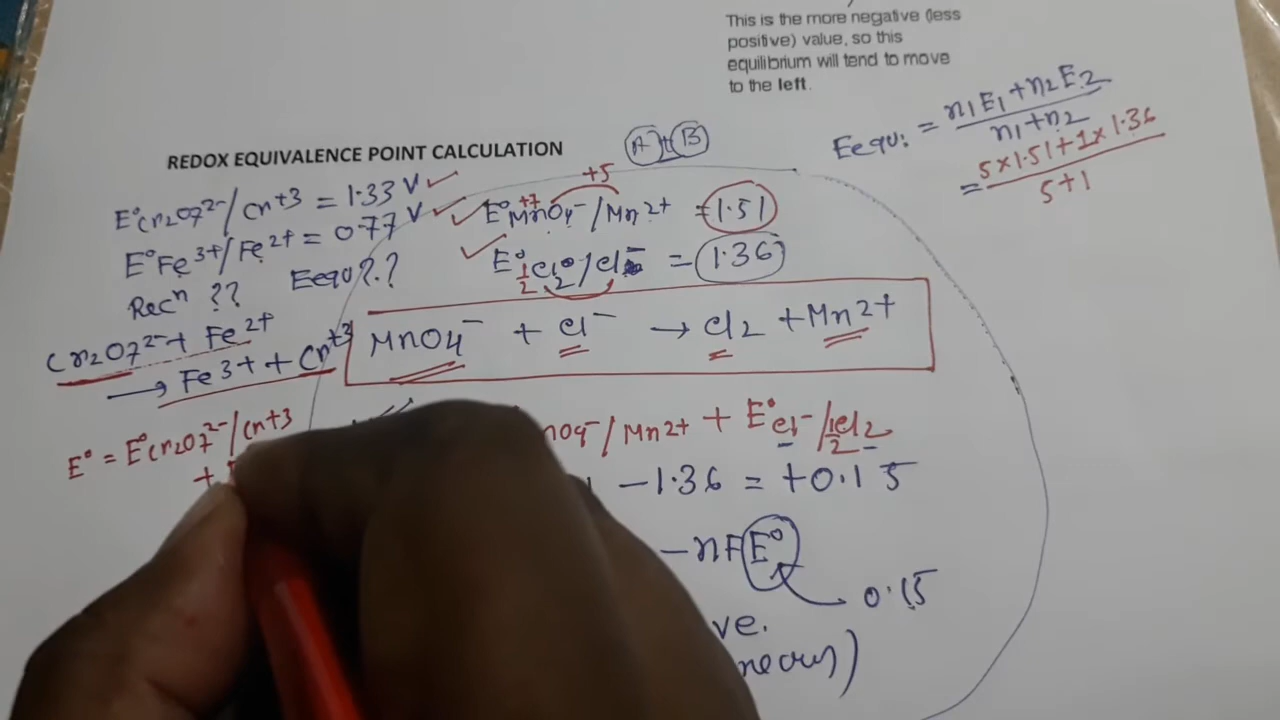 This is the more negative (less
positive) value, so this
equilibrium will tend to move
to the left.
REDOX EQUIVALENCE POINT CALCULATION
A + B
Eequ: = n1E1 + n2E2 / n1 + n2
= 5 × 1.51 + 1 × 1.36 / 5 + 1
E°Cr2O7²⁻/Cr+3 = 1.33 V ✓
E°Fe3+/Fe2+ = 0.77 V ✓
Recⁿ ?? Eequ?.?
Cr2O7²⁻ + Fe2+
→ Fe3+ + Cr+3
+5
+7
✓ E°MnO4⁻/Mn2+ = 1.51
✓ E°½Cl2°/Cl⁻ = 1.36
MnO4⁻ + Cl⁻ → Cl2 + Mn2+
E° = E°Cr2O7²⁻/Cr+3
+
nO4⁻/Mn2+ + E°Cl⁻/½Cl2
– 1.36 = +0.15
– nFE°
0.15
ve.
neous)